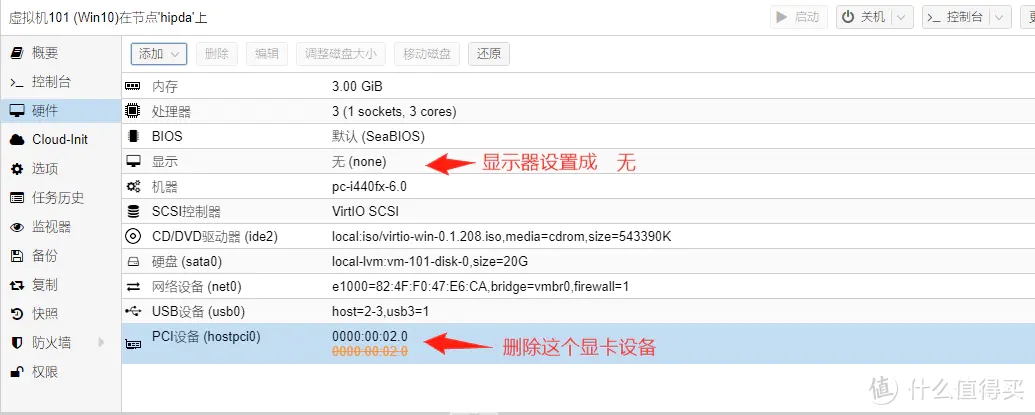 虚拟机101 (Win10)在节点'hipda'上
启动
关机
控制台
概要
控制台
硬件
Cloud-Init
选项
任务历史
监视器
备份
复制
快照
防火墙
权限
添加
删除
编辑
调整磁盘大小
移动磁盘
还原
内存 3.00 GiB
处理器 3 (1 sockets, 3 cores)
BIOS 默认 (SeaBIOS)
显示 无 (none)
显示器设置成 无
机器 pc-i440fx-6.0
SCSI控制器 VirtIO SCSI
CD/DVD驱动器 (ide2) local:iso/virtio-win-0.1.208.iso,media=cdrom,size=543390K
硬盘 (sata0) local-lvm:vm-101-disk-0,size=20G
网络设备 (net0) e1000=82:4F:F0:47:E6:CA,bridge=vmbr0,firewall=1
USB设备 (usb0) host=2-3,usb3=1
PCI设备 (hostpci0) 0000:00:02.0
0000:00:02.0
删除这个显卡设备
值 什么值得买